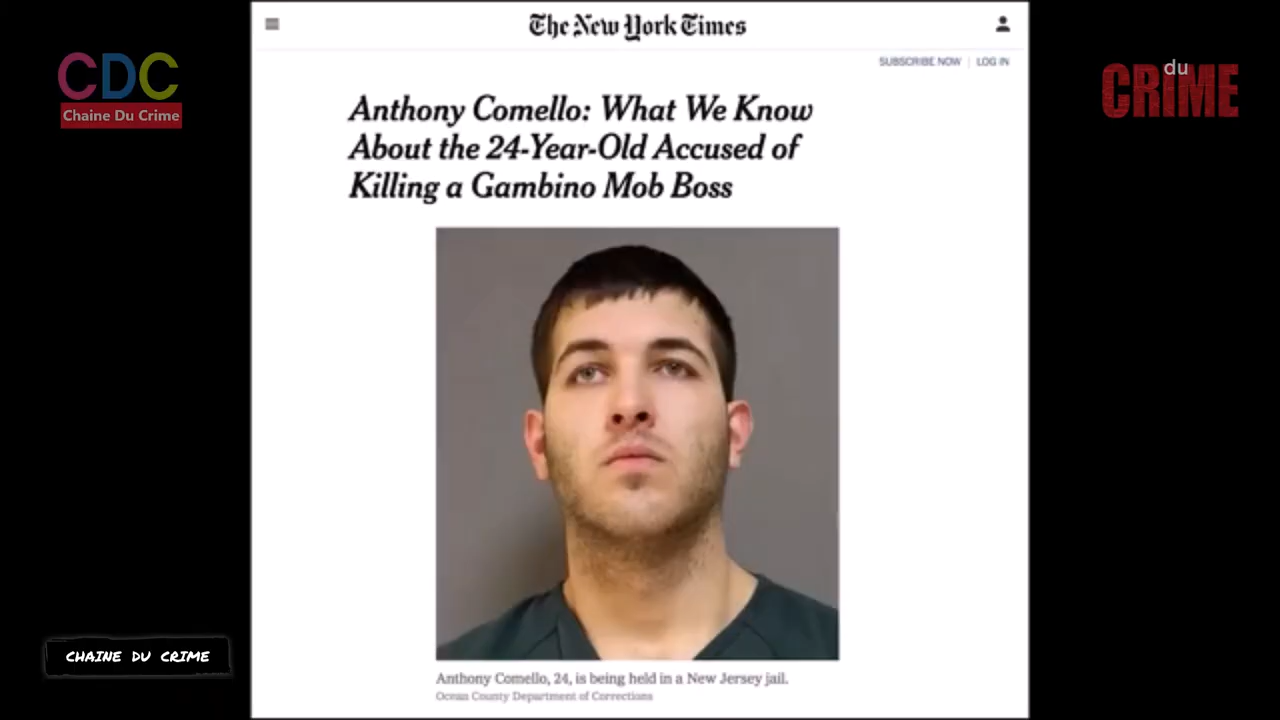 The New York Times
SUBSCRIBE NOW | LOG IN
CDC
Chaine Du Crime
du
CRIME
Anthony Comello: What We Know
About the 24-Year-Old Accused of
Killing a Gambino Mob Boss
Anthony Comello, 24, is being held in a New Jersey jail.
Ocean County Department of Corrections
CHAINE DU CRIME